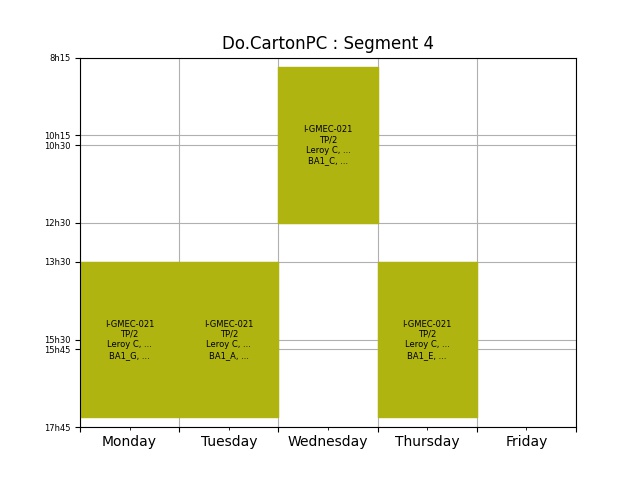 Do.CartonPC : Segment 4
8h15
10h15
10h30
12h30
13h30
15h30
15h45
17h45
I-GMEC-021
TP/2
Leroy C, ...
BA1_C, ...
I-GMEC-021
TP/2
Leroy C, ...
BA1_G, ...
I-GMEC-021
TP/2
Leroy C, ...
BA1_A, ...
I-GMEC-021
TP/2
Leroy C, ...
BA1_E, ...
Monday
Tuesday
Wednesday
Thursday
Friday